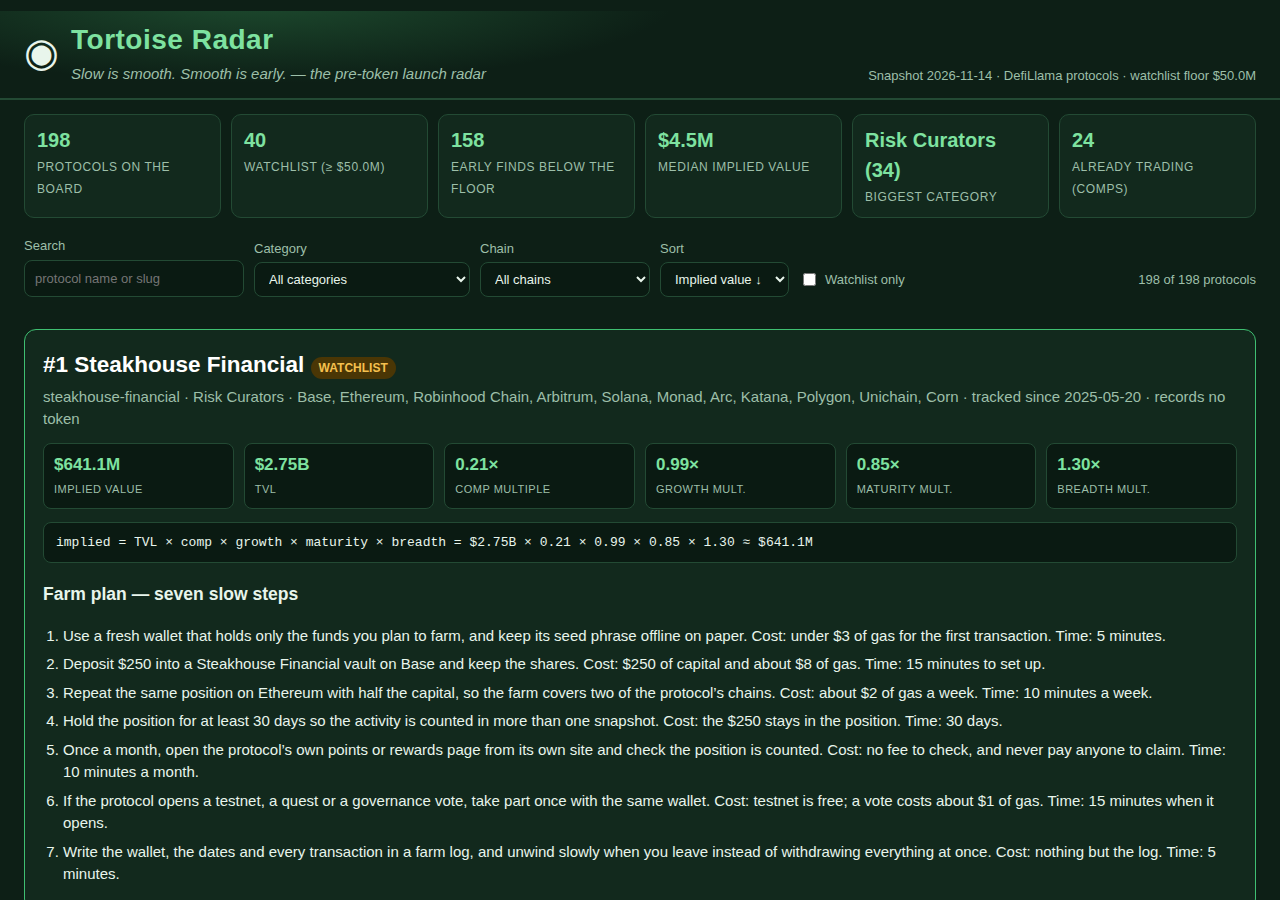 Tortoise Radar
Slow is smooth. Smooth is early. — the pre-token launch radar
Snapshot 2026-11-14 · DefiLlama protocols · watchlist floor $50.0M
198
PROTOCOLS ON THE
BOARD
40
WATCHLIST (≥ $50.0M)
158
EARLY FINDS BELOW THE
FLOOR
$4.5M
MEDIAN IMPLIED VALUE
Risk Curators
(34)
BIGGEST CATEGORY
24
ALREADY TRADING
(COMPS)
Search
protocol name or slug
Category
All categories
Chain
All chains
Sort
Implied value ↓
Watchlist only
198 of 198 protocols
#1 Steakhouse Financial WATCHLIST
steakhouse-financial · Risk Curators · Base, Ethereum, Robinhood Chain, Arbitrum, Solana, Monad, Arc, Katana, Polygon, Unichain, Corn · tracked since 2025-05-20 · records no
token
$641.1M
IMPLIED VALUE
$2.75B
TVL
0.21×
COMP MULTIPLE
0.99×
GROWTH MULT.
0.85×
MATURITY MULT.
1.30×
BREADTH MULT.
implied = TVL × comp × growth × maturity × breadth = $2.75B × 0.21 × 0.99 × 0.85 × 1.30 ≈ $641.1M
Farm plan — seven slow steps
1. Use a fresh wallet that holds only the funds you plan to farm, and keep its seed phrase offline on paper. Cost: under $3 of gas for the first transaction. Time: 5 minutes.
2. Deposit $250 into a Steakhouse Financial vault on Base and keep the shares. Cost: $250 of capital and about $8 of gas. Time: 15 minutes to set up.
3. Repeat the same position on Ethereum with half the capital, so the farm covers two of the protocol's chains. Cost: about $2 of gas a week. Time: 10 minutes a week.
4. Hold the position for at least 30 days so the activity is counted in more than one snapshot. Cost: the $250 stays in the position. Time: 30 days.
5. Once a month, open the protocol's own points or rewards page from its own site and check the position is counted. Cost: no fee to check, and never pay anyone to claim. Time:
10 minutes a month.
6. If the protocol opens a testnet, a quest or a governance vote, take part once with the same wallet. Cost: testnet is free; a vote costs about $1 of gas. Time: 15 minutes when it
opens.
7. Write the wallet, the dates and every transaction in a farm log, and unwind slowly when you leave instead of withdrawing everything at once. Cost: nothing but the log. Time: 5
minutes.